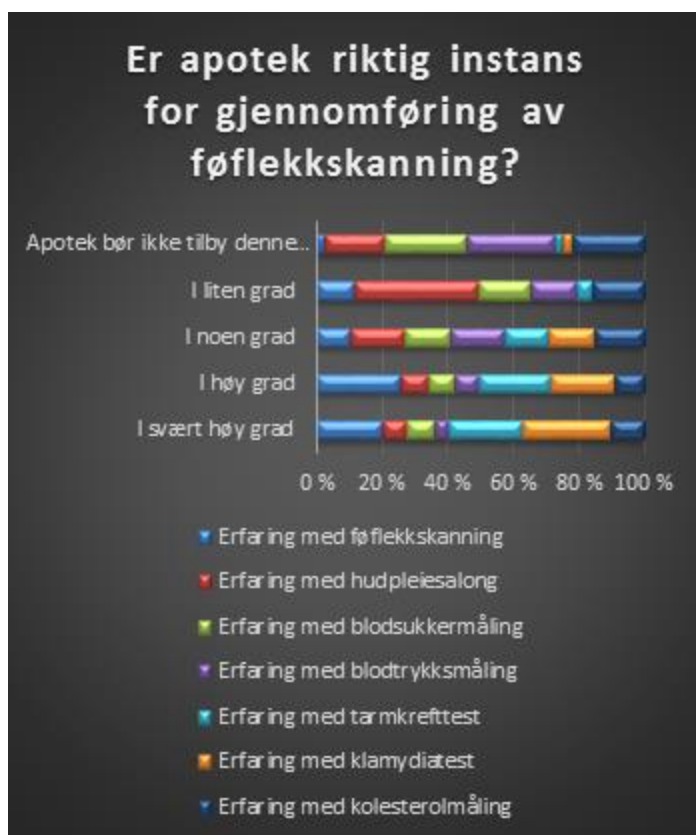 Er apotek riktig instans
for gjennomføring av
føflekkskanning?
Apotek bør ikke tilby denne...
I liten grad
I noen grad
I høy grad
I svært høy grad
0 % 20 % 40 % 60 % 80 % 100 %
Erfaring med føflekkskanning
Erfaring med hudpleiesalong
Erfaring med blodsukkermåling
Erfaring med blodtrykksmåling
Erfaring med tarmkrefttest
Erfaring med klamydiatest
Erfaring med kolesterolmåling